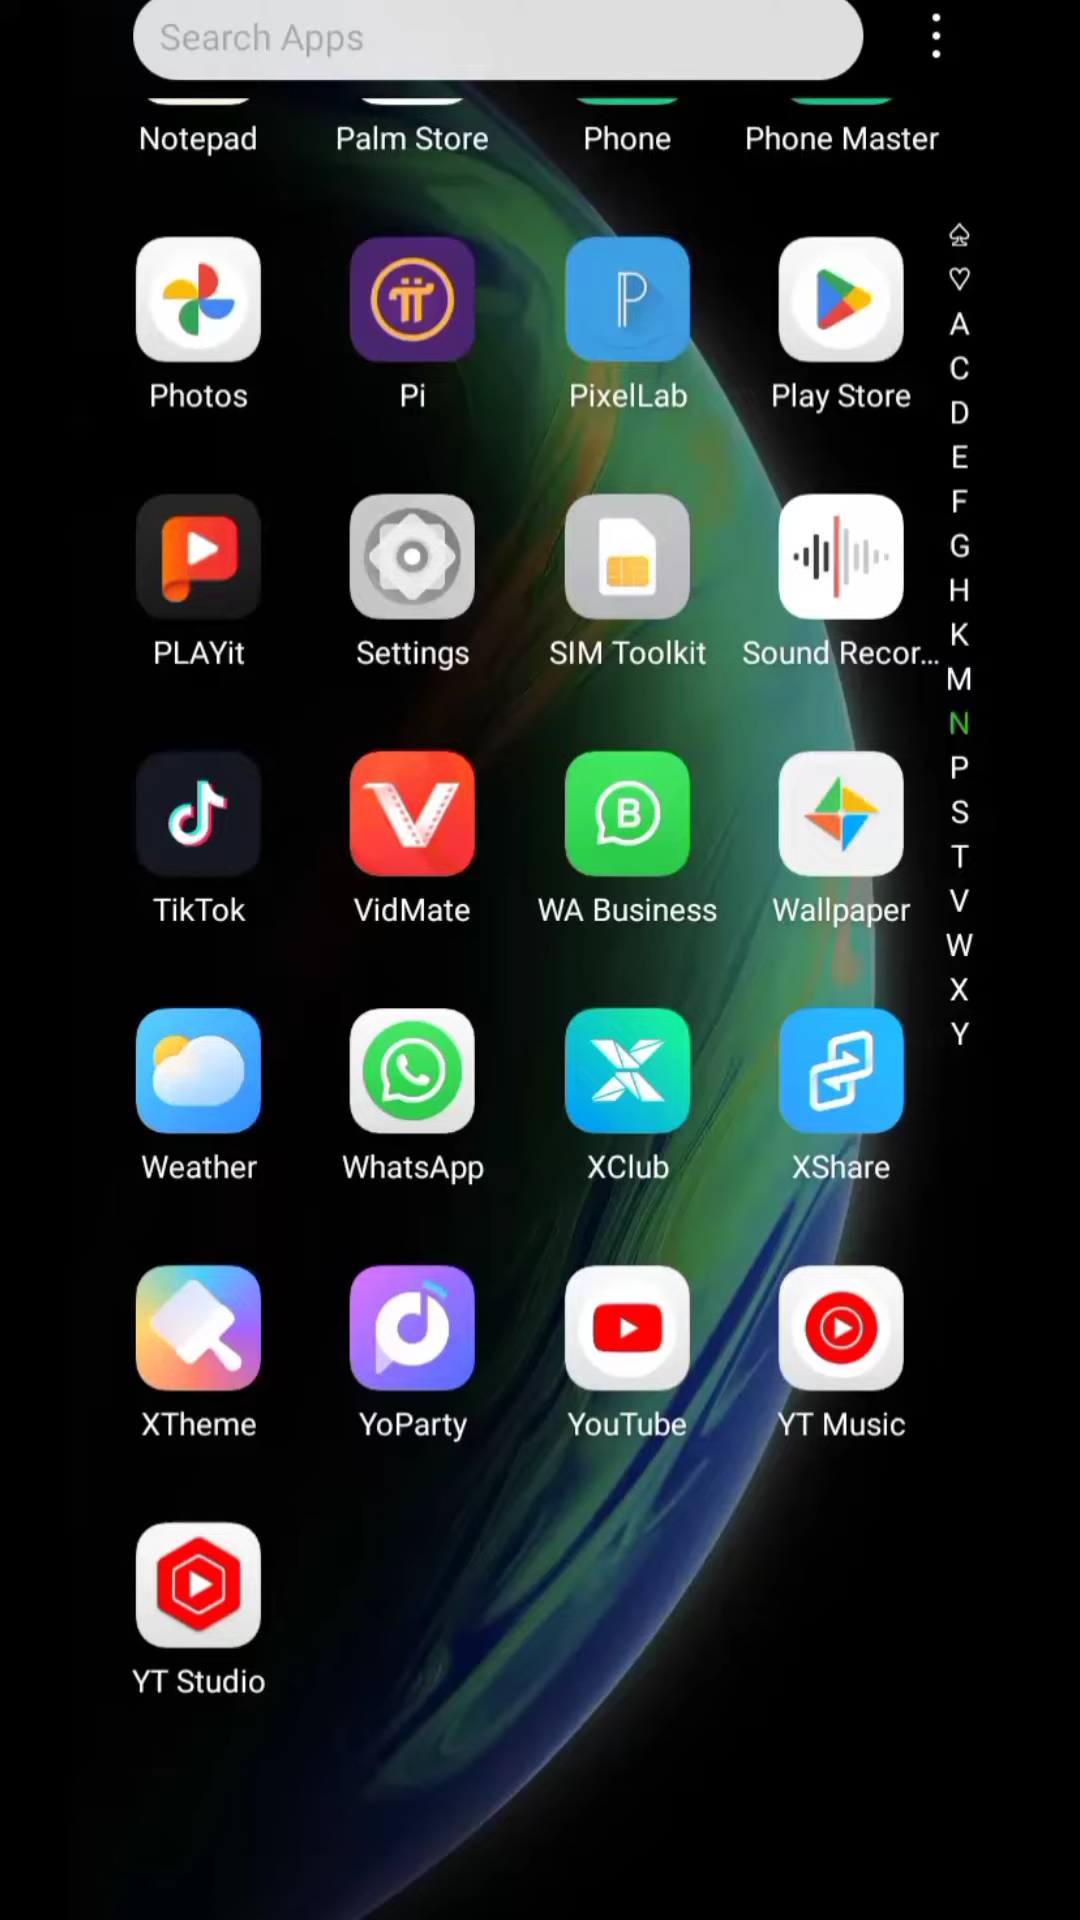 Search Apps
Notepad Palm Store Phone Phone Master
Photos Pi PixelLab Play Store
PLAYit Settings SIM Toolkit Sound Recor...
TikTok VidMate WA Business Wallpaper
Weather WhatsApp XClub XShare
XTheme YoParty YouTube YT Music
YT Studio
A
C
D
E
F
G
H
K
M
N
P
S
T
V
W
X
Y